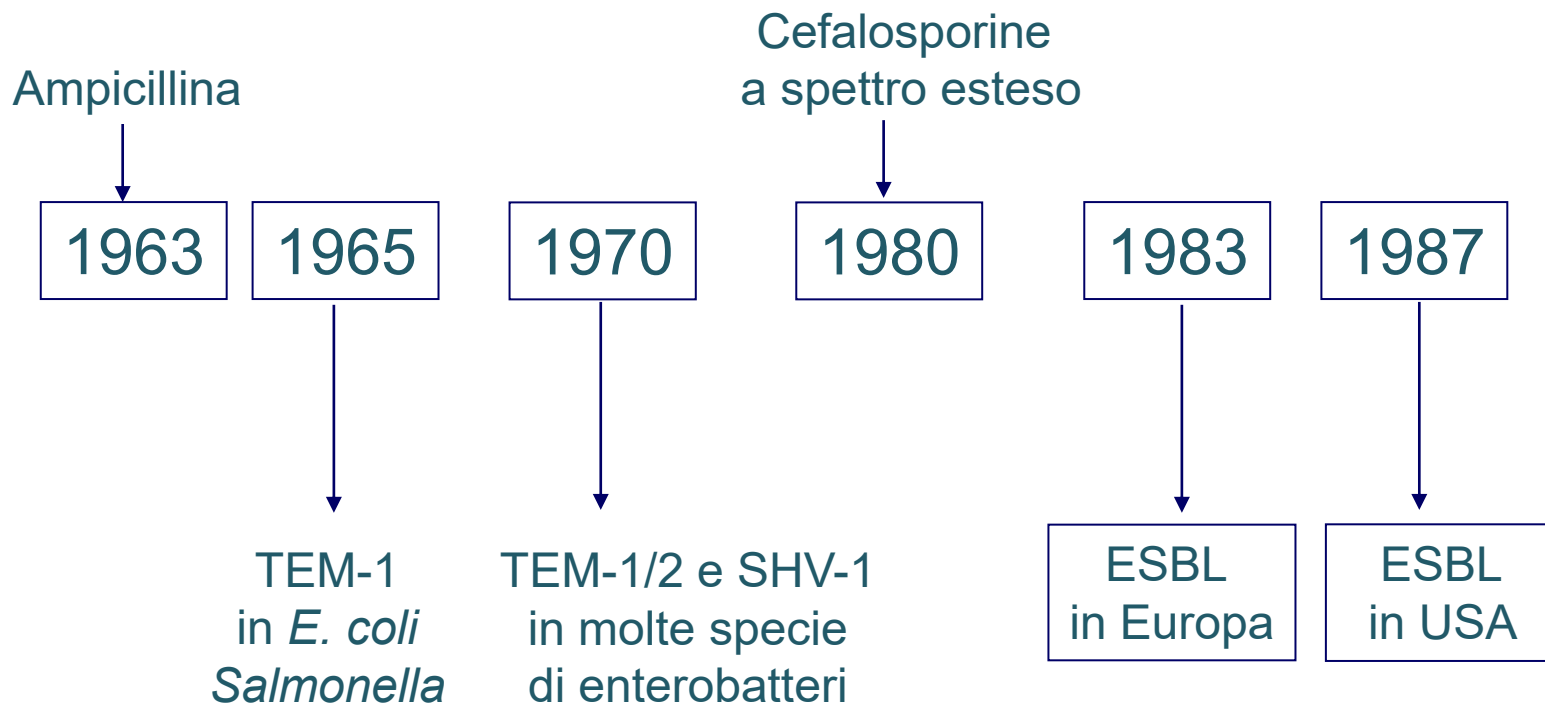 Ampicillina
Cefalosporine
a spettro esteso
1963
1965
1970
1980
1983
1987
TEM-1
in E. coli
Salmonella
TEM-1/2 e SHV-1
in molte specie
di enterobatteri
ESBL
in Europa
ESBL
in USA